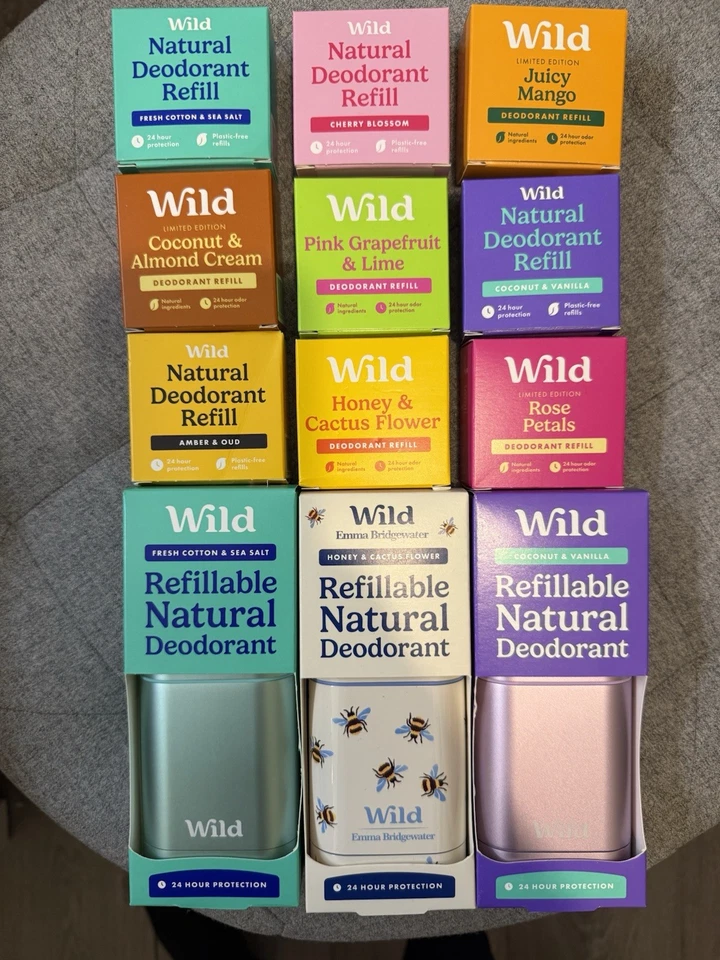 Wild
Natural
Deodorant
Refill
FRESH COTTON & SEA SALT
24 hour
protection
Plastic-free
refills
Wild
Natural
Deodorant
Refill
CHERRY BLOSSOM
24 hour
protection
Plastic-free
refills
Wild
LIMITED EDITION
Juicy
Mango
DEODORANT REFILL
Natural
ingredients
24 hour odor
protection
Wild
LIMITED EDITION
Coconut &
Almond Cream
DEODORANT REFILL
Natural
ingredients
24 hour odor
protection
Wild
Pink Grapefruit
& Lime
DEODORANT REFILL
Natural
ingredients
24 hour odor
protection
Wild
Natural
Deodorant
Refill
COCONUT & VANILLA
24 hour
protection
Plastic-free
refills
Wild
Natural
Deodorant
Refill
AMBER & OUD
24 hour
protection
Plastic-free
refills
Wild
Honey &
Cactus Flower
DEODORANT REFILL
Natural
ingredients
24 hour odor
protection
Wild
LIMITED EDITION
Rose
Petals
DEODORANT REFILL
Natural
ingredients
24 hour odor
protection
Wild
FRESH COTTON & SEA SALT
Refillable
Natural
Deodorant
Wild
24 HOUR PROTECTION
Wild
Emma Bridgewater
HONEY & CACTUS FLOWER
Refillable
Natural
Deodorant
Wild
Emma Bridgewater
24 HOUR PROTECTION
Wild
COCONUT & VANILLA
Refillable
Natural
Deodorant
Wild
24 HOUR PROTECTION